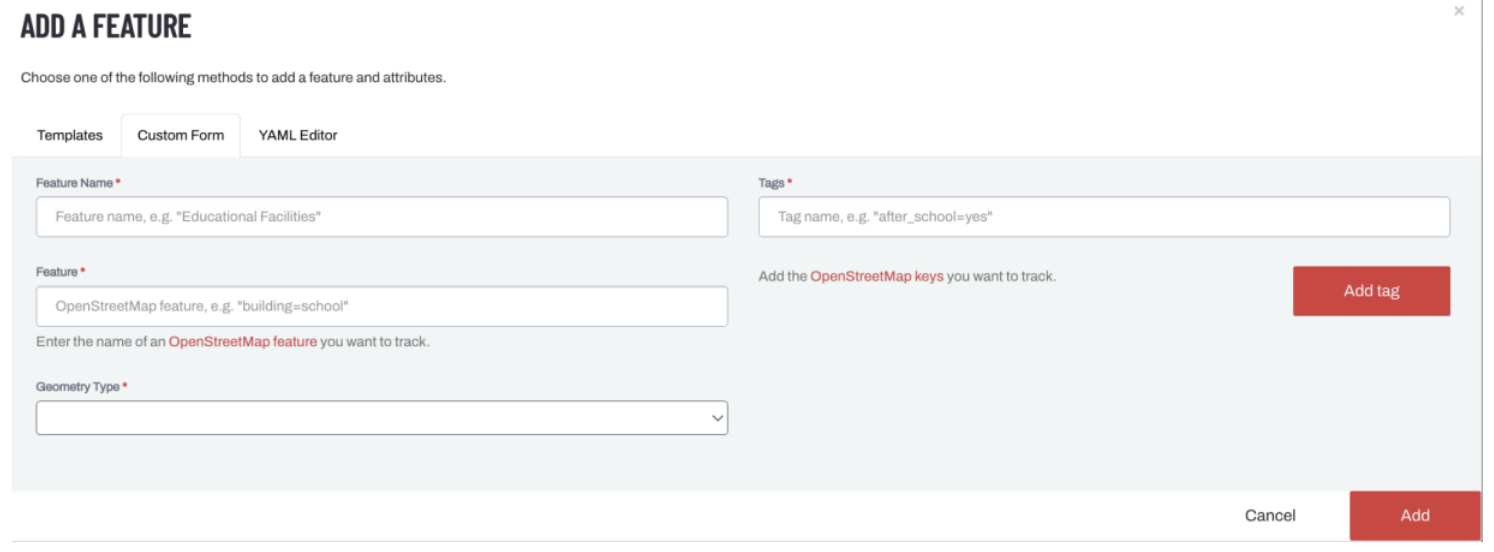 ADD A FEATURE
×
Choose one of the following methods to add a feature and attributes.
Templates
Custom Form
YAML Editor
Feature Name *
Feature name, e.g. "Educational Facilities"
Feature *
OpenStreetMap feature, e.g. "building=school"
Enter the name of an OpenStreetMap feature you want to track.
Geometry Type *
Tags *
Tag name, e.g. "after_school=yes"
Add the OpenStreetMap keys you want to track.
Add tag
Cancel
Add